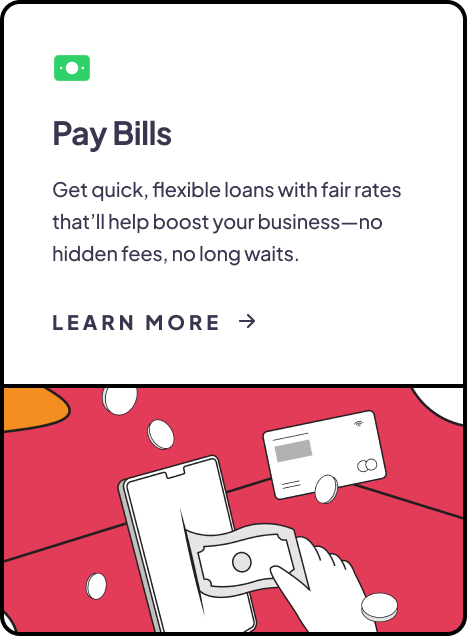 Pay Bills
Get quick, flexible loans with fair rates
that’ll help boost your business—no
hidden fees, no long waits.
LEARN MORE →